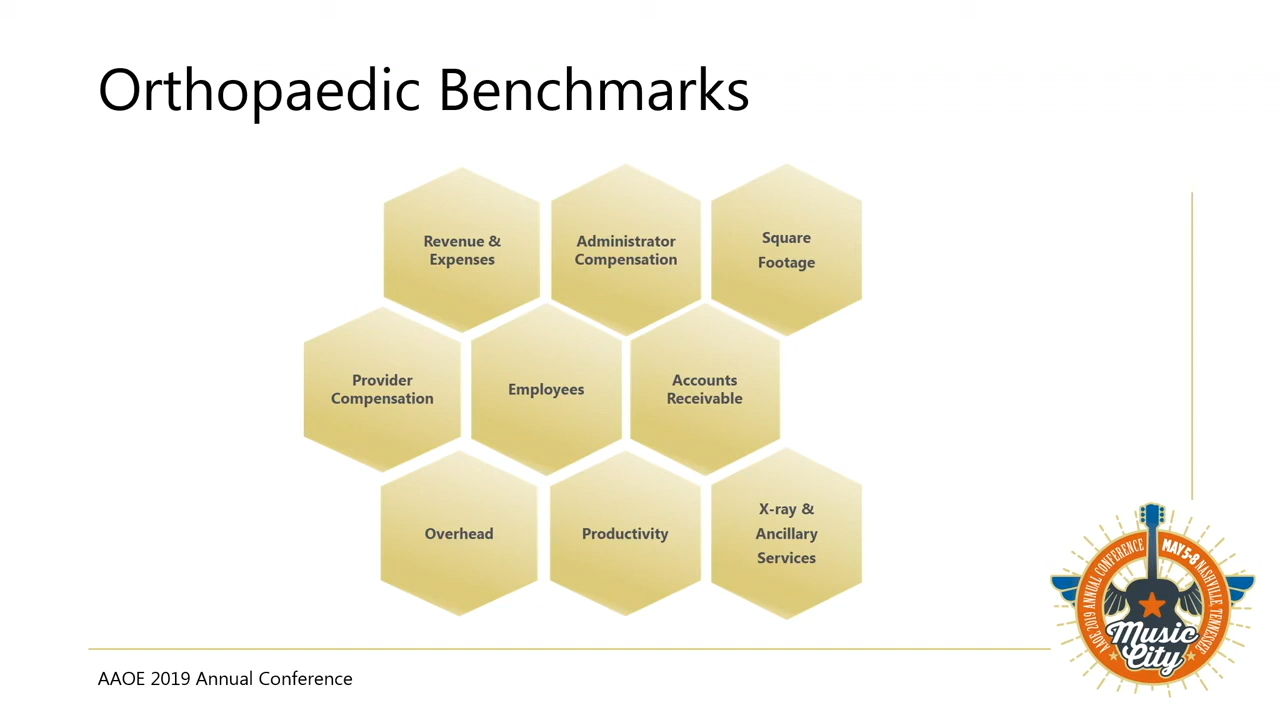 Orthopaedic Benchmarks
Revenue &
Expenses
Administrator
Compensation
Square
Footage
Provider
Compensation
Employees
Accounts
Receivable
Overhead
Productivity
X-ray &
Ancillary
Services
AAOE 2019 ANNUAL CONFERENCE
MAY 5-8 NASHVILLE, TENNESSEE
Music
City
AAOE 2019 Annual Conference